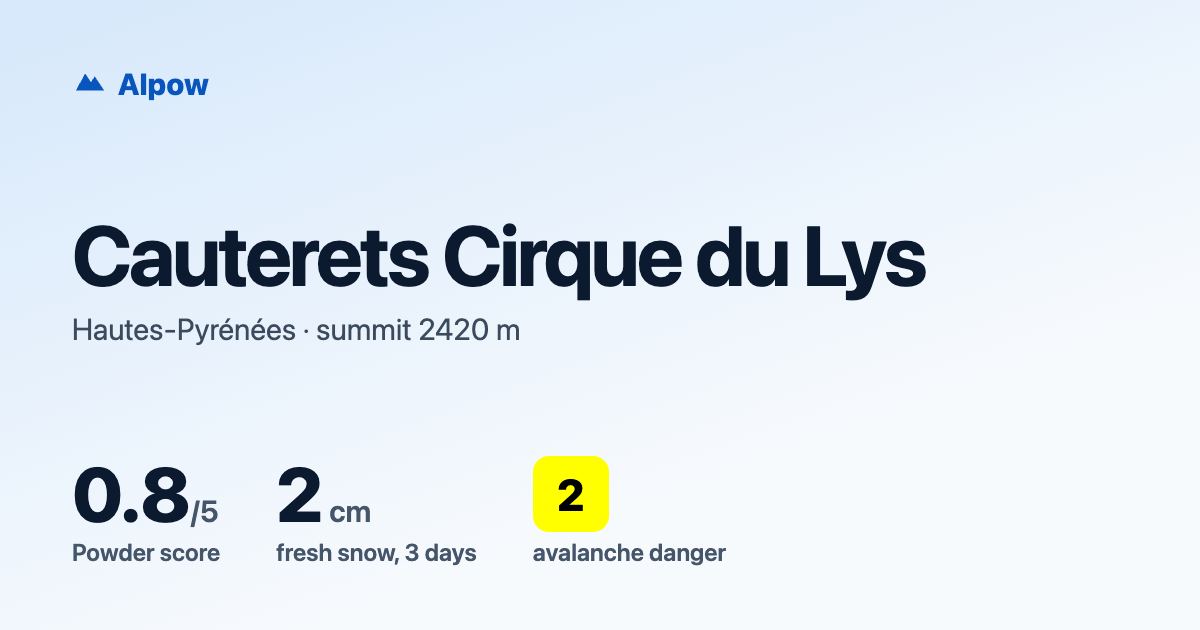 Alpow
Cauterets Cirque du Lys
Hautes-Pyrénées · summit 2420 m
0.8/5 2 cm 2
Powder score fresh snow, 3 days avalanche danger